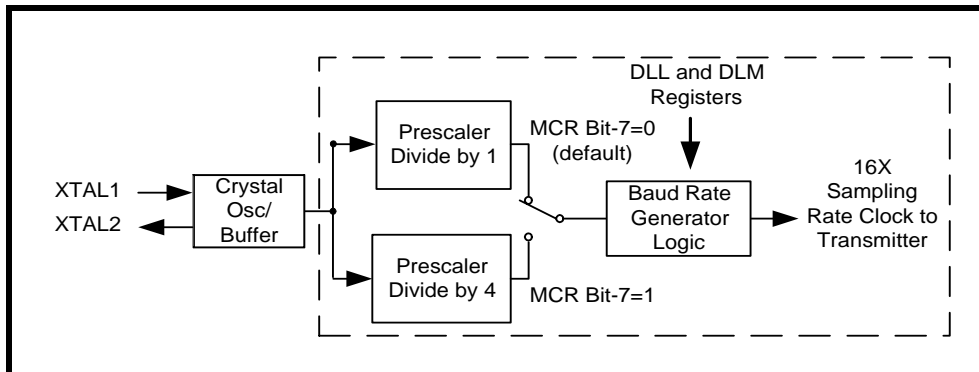 DLL and DLM
Registers
Prescaler
Divide by 1
MCR Bit-7=0
(default)
16X
Sampling
Rate Clock to
Transmitter
XTAL1
XTAL2
Crystal
Osc/
Buffer
Baud Rate
Generator
Logic
Prescaler
Divide by 4
MCR Bit-7=1